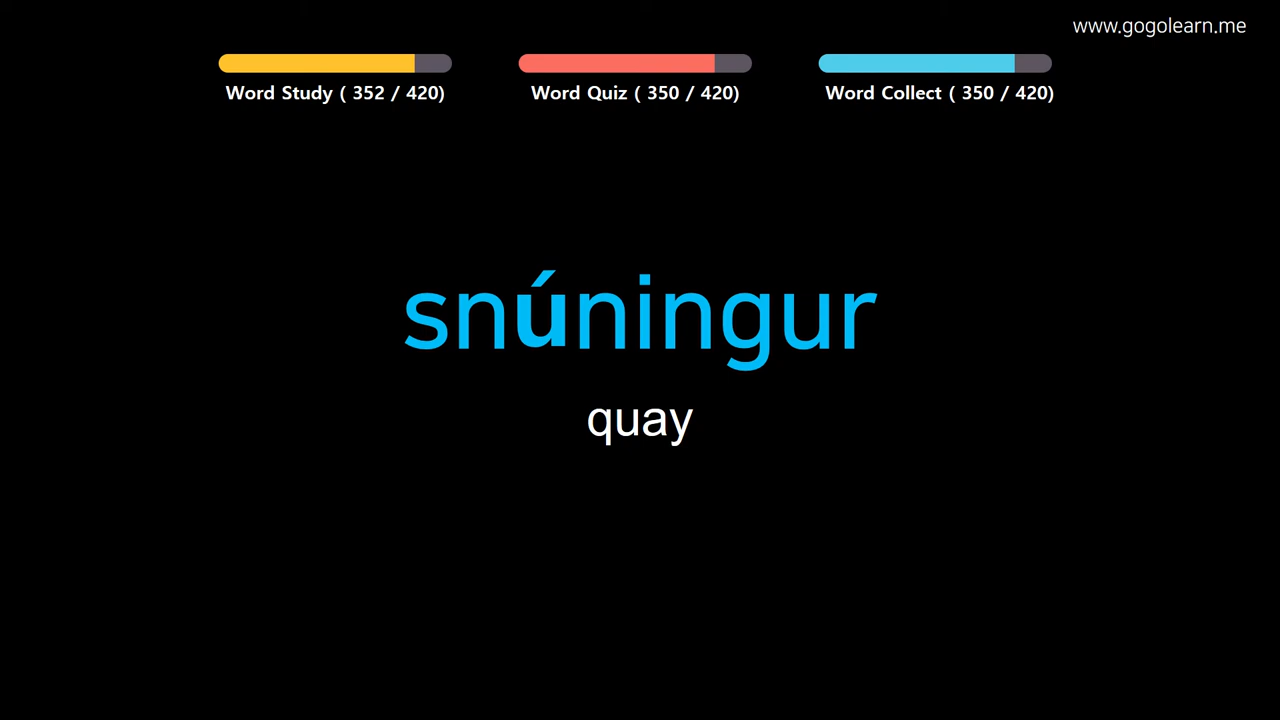 www.gogolearn.me
Word Study ( 352 / 420)
Word Quiz ( 350 / 420)
Word Collect ( 350 / 420)
snúningur
quay